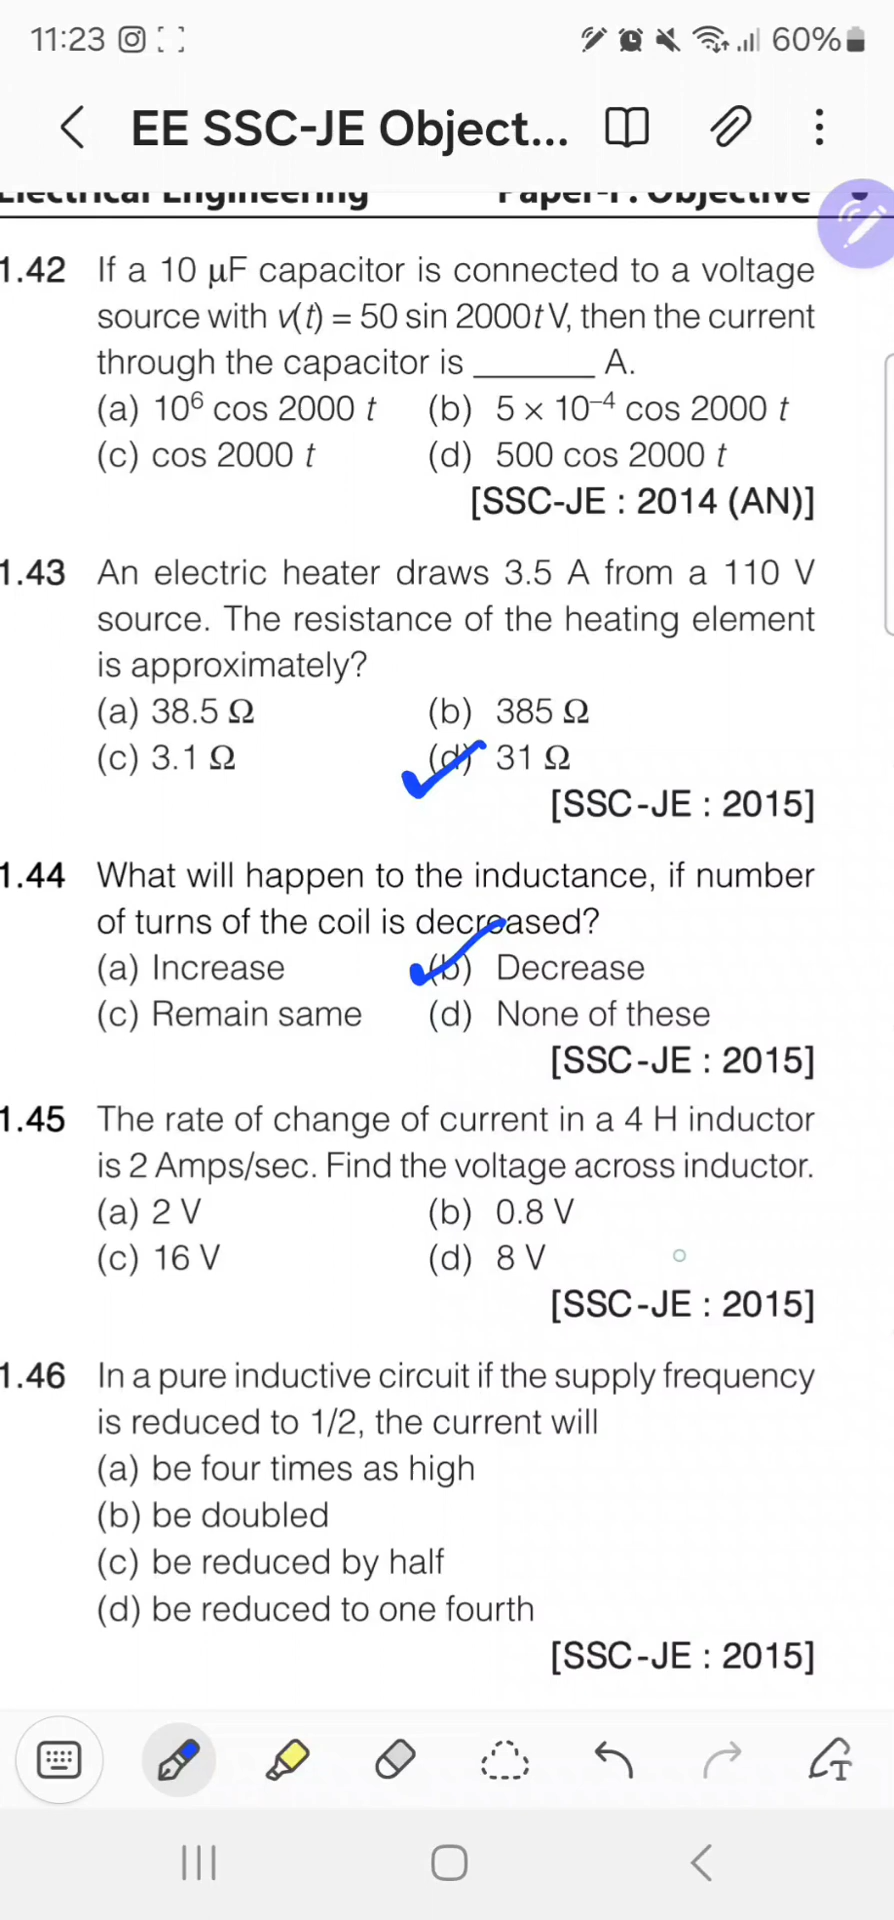 11:23
60%
EE SSC-JE Object...
Electrical Engineering Paper-I : Objective
1.42 If a 10 μF capacitor is connected to a voltage
source with v(t) = 50 sin 2000t V, then the current
through the capacitor is ______ A.
(a) 10⁶ cos 2000 t (b) 5 × 10⁻⁴ cos 2000 t
(c) cos 2000 t (d) 500 cos 2000 t
[SSC-JE : 2014 (AN)]
1.43 An electric heater draws 3.5 A from a 110 V
source. The resistance of the heating element
is approximately?
(a) 38.5 Ω (b) 385 Ω
(c) 3.1 Ω (d) 31 Ω
[SSC-JE : 2015]
1.44 What will happen to the inductance, if number
of turns of the coil is decreased?
(a) Increase (b) Decrease
(c) Remain same (d) None of these
[SSC-JE : 2015]
1.45 The rate of change of current in a 4 H inductor
is 2 Amps/sec. Find the voltage across inductor.
(a) 2 V (b) 0.8 V
(c) 16 V (d) 8 V
[SSC-JE : 2015]
1.46 In a pure inductive circuit if the supply frequency
is reduced to 1/2, the current will
(a) be four times as high
(b) be doubled
(c) be reduced by half
(d) be reduced to one fourth
[SSC-JE : 2015]
T